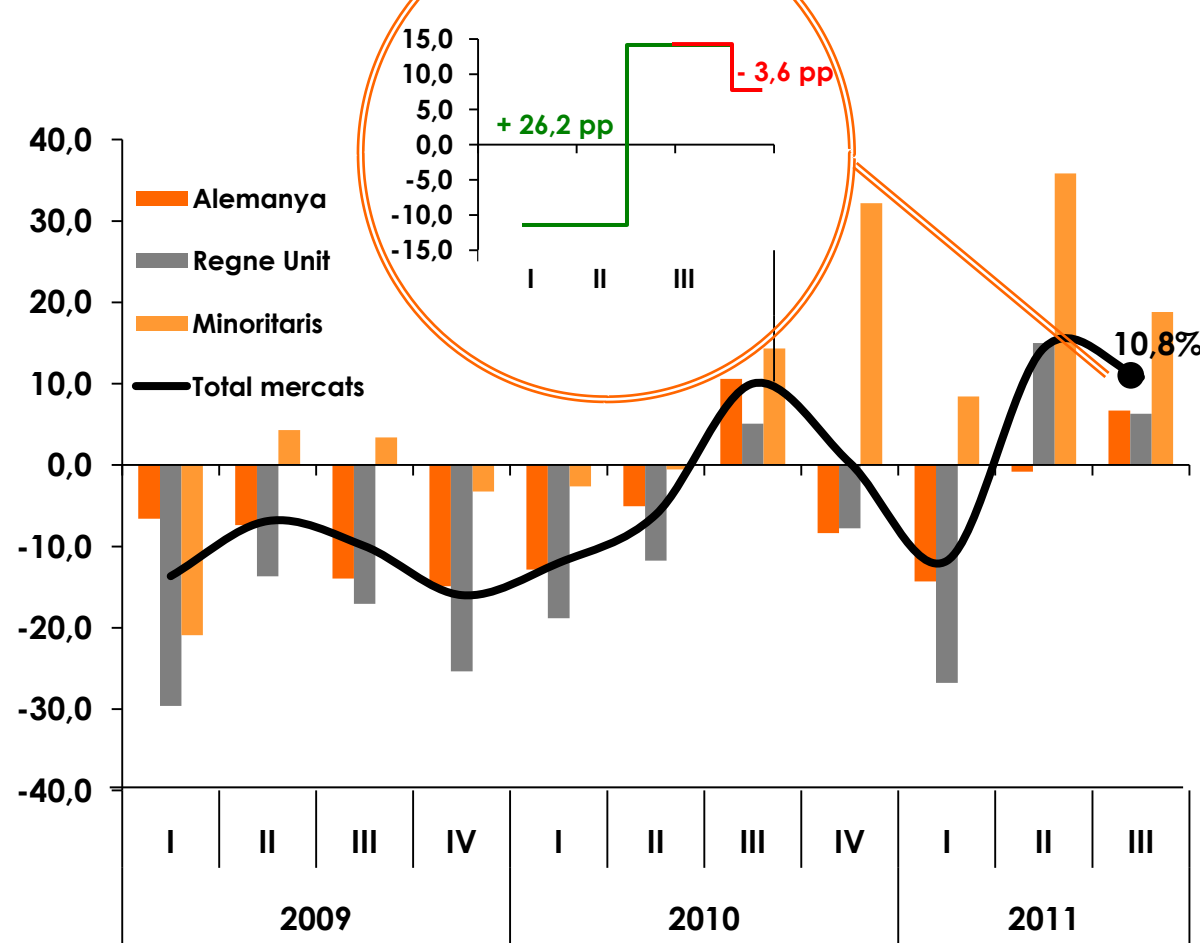 15,0
10,0
- 3,6 pp
5,0
+ 26,2 pp
0,0
-5,0
-10,0
-15,0
I II III
40,0
30,0
20,0
10,0
0,0
-10,0
-20,0
-30,0
-40,0
Alemanya
Regne Unit
Minoritaris
Total mercats
10,8%
I II III IV I II III IV I II III
2009 2010 2011